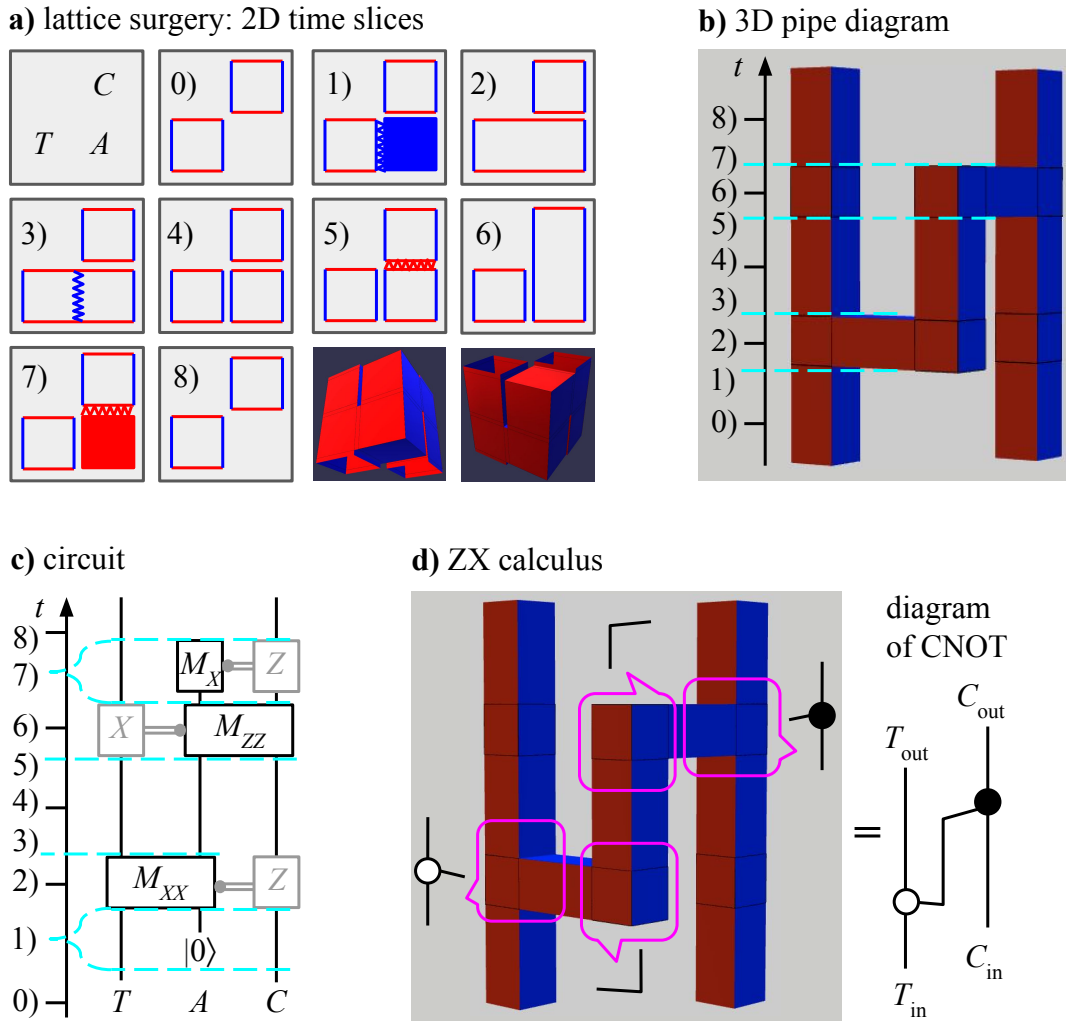 a) lattice surgery: 2D time slices
C
T A
0)
1)
2)
3)
4)
5)
6)
7)
8)
b) 3D pipe diagram
t
8)
7)
6)
5)
4)
3)
2)
1)
0)
c) circuit
t
8)
7)
6)
5)
4)
3)
2)
1)
0)
M_X
Z
X
M_ZZ
M_XX
Z
|0⟩
T A C
d) ZX calculus
diagram
of CNOT
C_out
T_out
=
C_in
T_in